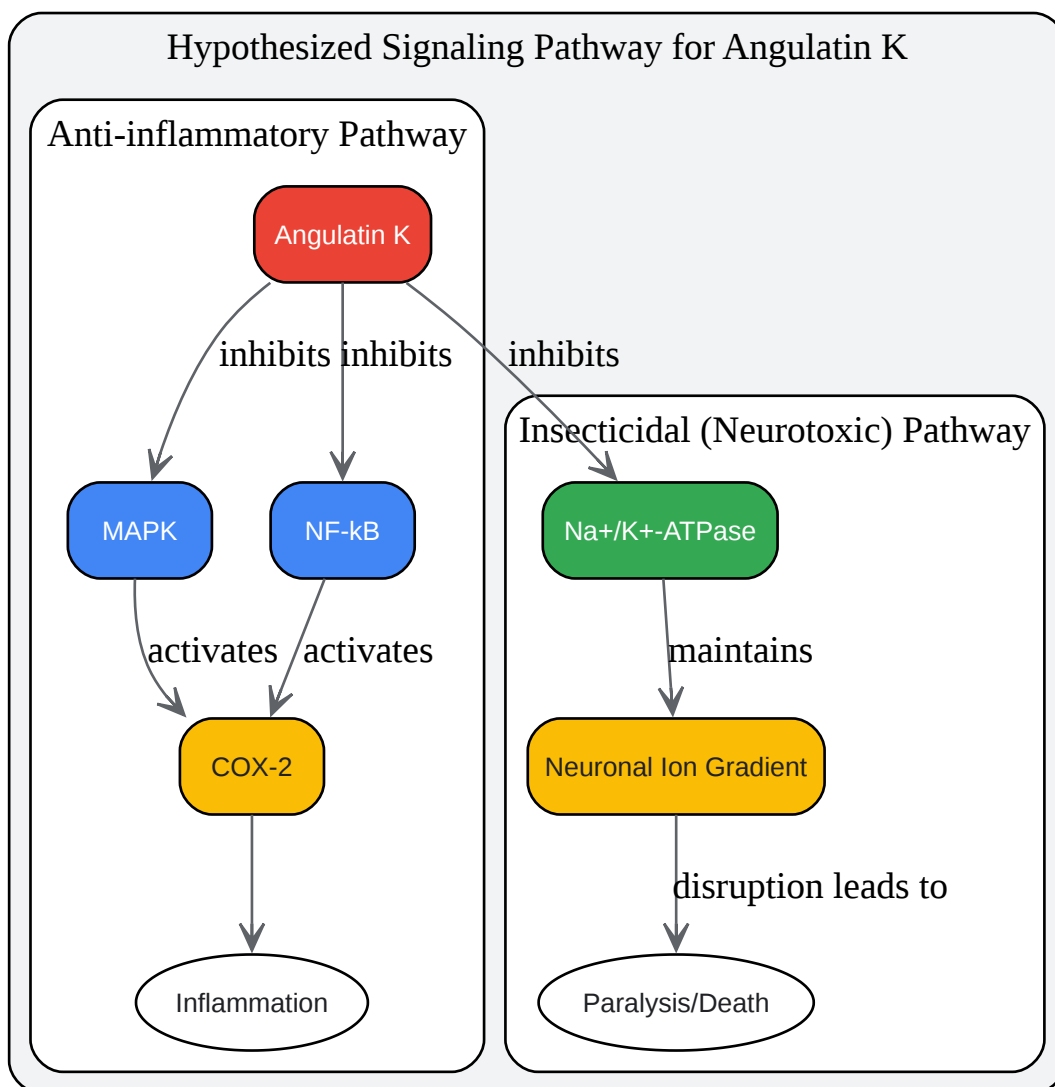 Hypothesized Signaling Pathway for Angulatin K
Anti-inflammatory Pathway
Angulatin K
inhibits
inhibits
inhibits
Insecticidal (Neurotoxic) Pathway
MAPK
NF-kB
Na+/K+-ATPase
activates
activates
maintains
COX-2
Neuronal Ion Gradient
disruption leads to
Inflammation
Paralysis/Death